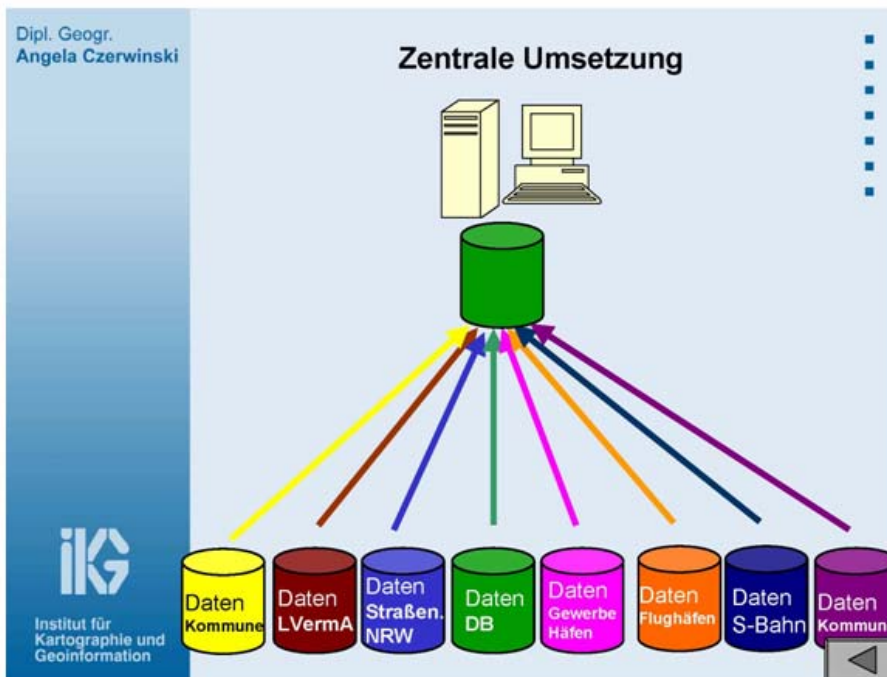 Dipl. Geogr.
Angela Czerwinski
Zentrale Umsetzung
Daten
Kommune
Daten
LVermA
Daten
Straßen.
NRW
Daten
DB
Daten
Gewerbe
Häfen
Daten
Flughäfen
Daten
S-Bahn
Daten
Kommun
ikG
Institut für
Kartographie und
Geoinformation